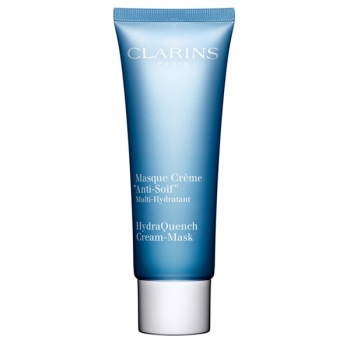 CLARINS
PARIS
Masque Crème
"Anti-Soif"
Multi-Hydratant
HydraQuench
Cream-Mask